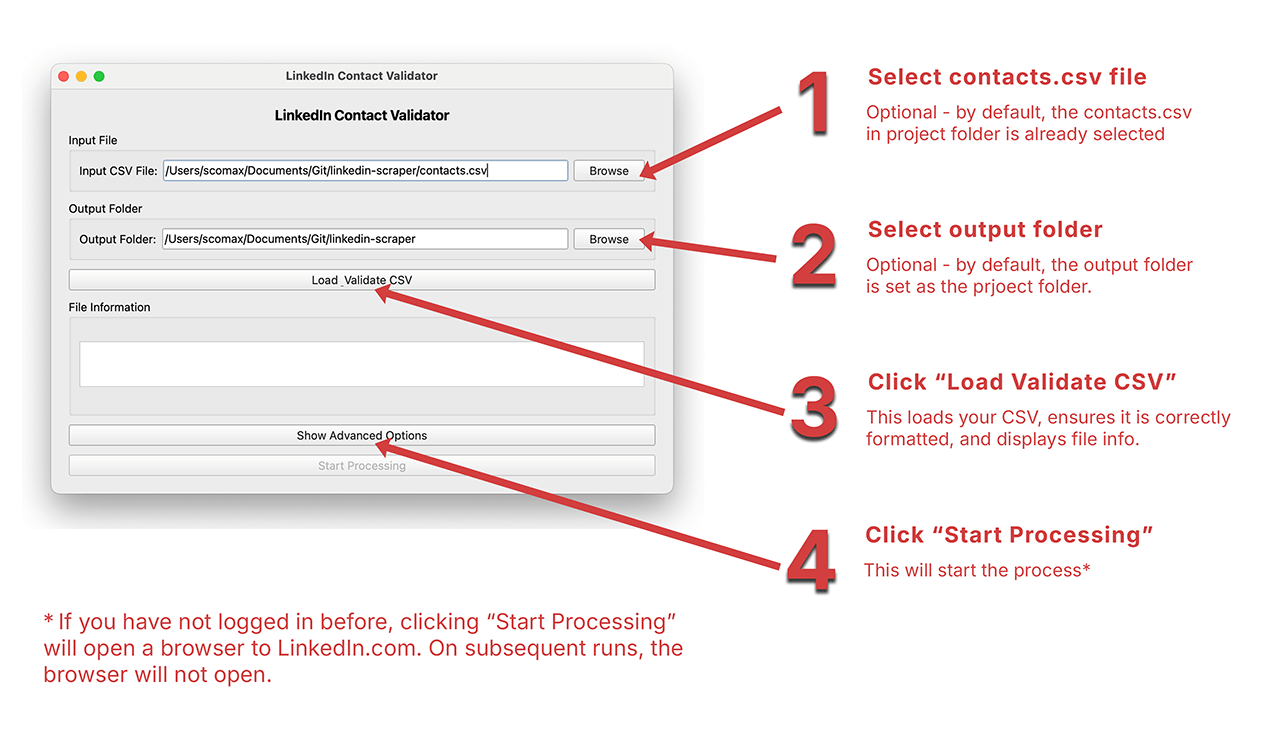 LinkedIn Contact Validator
LinkedIn Contact Validator
Input File
Input CSV File: /Users/scomax/Documents/Git/linkedin-scraper/contacts.csv Browse
Output Folder
Output Folder: /Users/scomax/Documents/Git/linkedin-scraper Browse
Load _Validate CSV
File Information
Show Advanced Options
Start Processing
1 Select contacts.csv file
Optional - by default, the contacts.csv
in project folder is already selected
2 Select output folder
Optional - by default, the output folder
is set as the prjoect folder.
3 Click “Load Validate CSV”
This loads your CSV, ensures it is correctly
formatted, and displays file info.
4 Click “Start Processing”
This will start the process*
* If you have not logged in before, clicking “Start Processing”
will open a browser to LinkedIn.com. On subsequent runs, the
browser will not open.